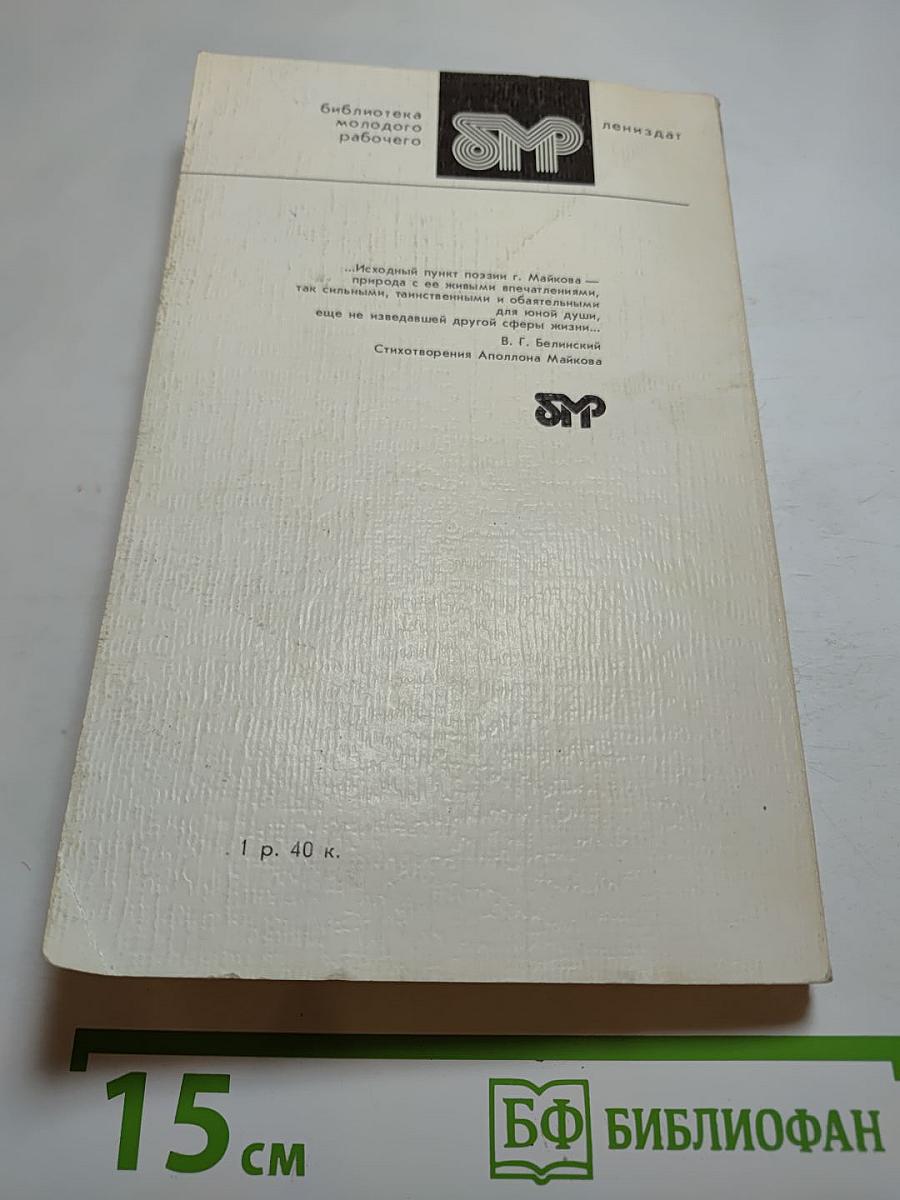 библиотека
молодого
рабочего
бмр
лениздат
...Исходный пункт поэзии г. Майкова —
природа с ее живыми впечатлениями,
так сильными, таинственными и обаятельными
для юной души,
еще не изведавшей другой сферы жизни...
В. Г. Белинский
Стихотворения Аполлона Майкова
бмр
1 р. 40 к.
15 см
БФ БИБЛИОФАН